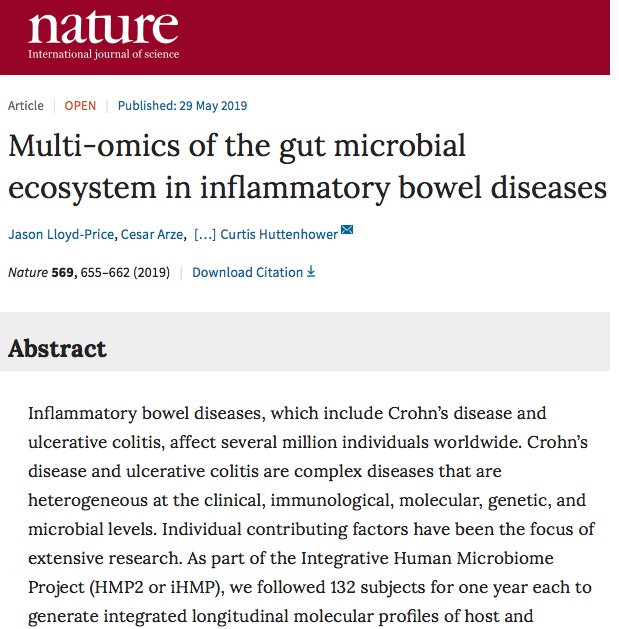 nature
International journal of science
Article | OPEN | Published: 29 May 2019
Multi-omics of the gut microbial
ecosystem in inflammatory bowel diseases
Jason Lloyd-Price, Cesar Arze, […] Curtis Huttenhower
Nature 569, 655–662 (2019) | Download Citation
Abstract
Inflammatory bowel diseases, which include Crohn’s disease and
ulcerative colitis, affect several million individuals worldwide. Crohn’s
disease and ulcerative colitis are complex diseases that are
heterogeneous at the clinical, immunological, molecular, genetic, and
microbial levels. Individual contributing factors have been the focus of
extensive research. As part of the Integrative Human Microbiome
Project (HMP2 or iHMP), we followed 132 subjects for one year each to
generate integrated longitudinal molecular profiles of host and